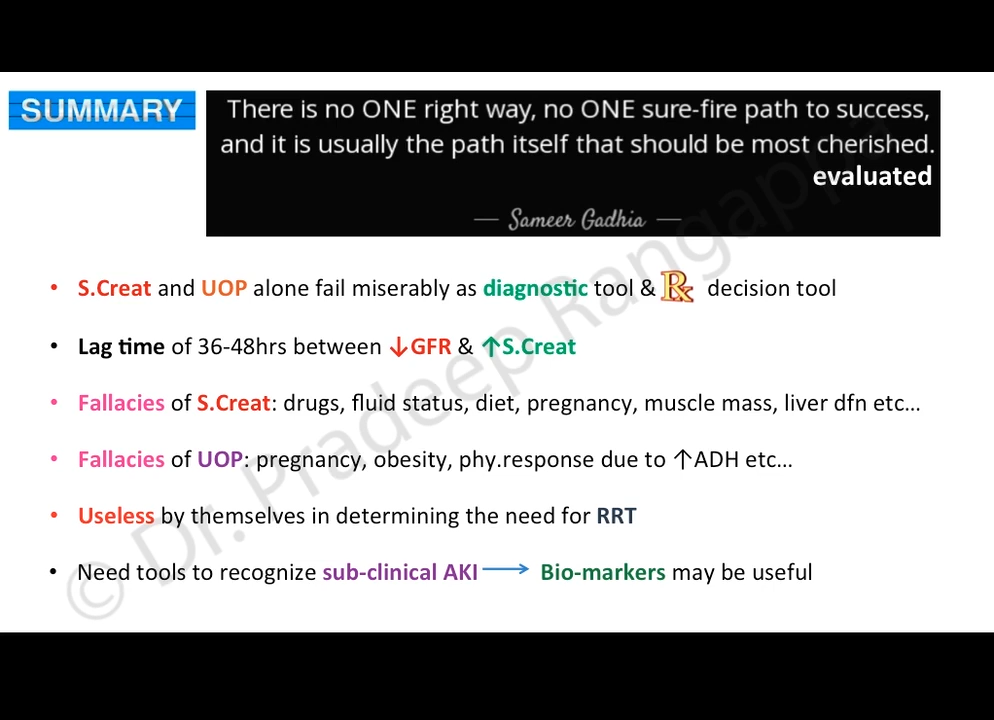 SUMMARY
There is no ONE right way, no ONE sure-fire path to success,
and it is usually the path itself that should be most cherished.
evaluated
— Sameer Gadhia —
• S.Creat and UOP alone fail miserably as diagnostic tool & Rx decision tool
• Lag time of 36-48hrs between ↓GFR & ↑S.Creat
• Fallacies of S.Creat: drugs, fluid status, diet, pregnancy, muscle mass, liver dfn etc...
• Fallacies of UOP: pregnancy, obesity, phy.response due to ↑ADH etc...
• Useless by themselves in determining the need for RRT
• Need tools to recognize sub-clinical AKI → Bio-markers may be useful
© Dr. Pradeep Rangappa